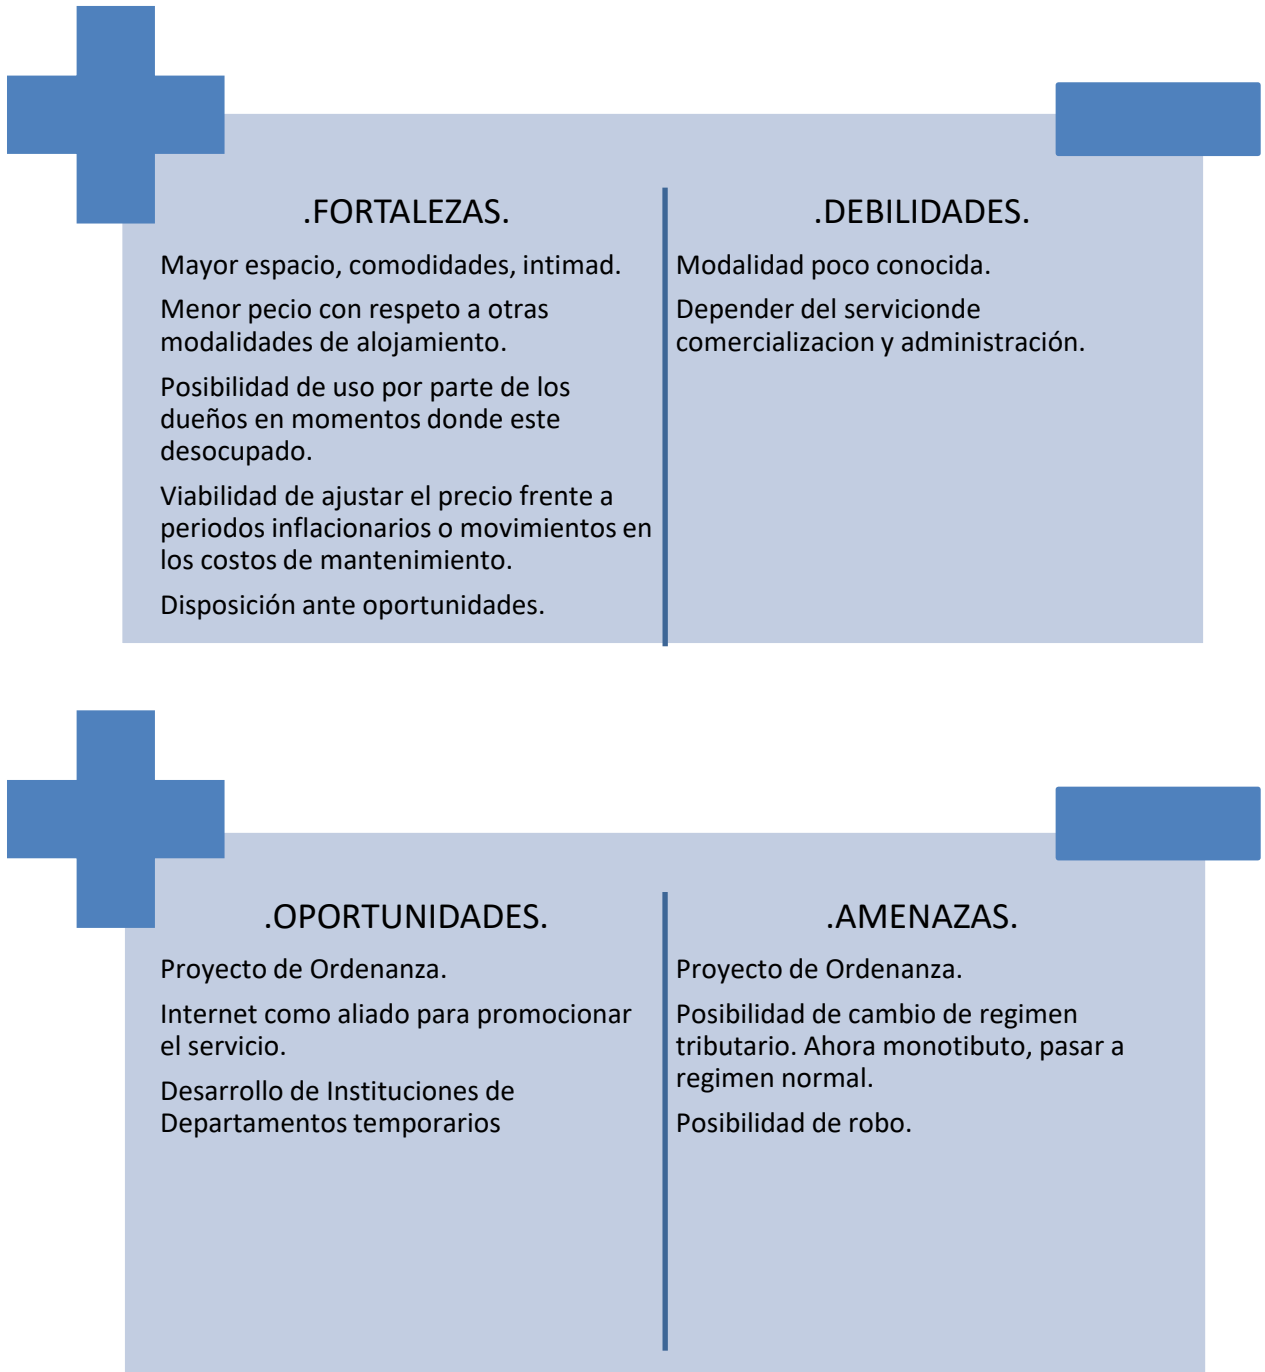 .FORTALEZAS.
Mayor espacio, comodidades, intimad.
Menor pecio con respeto a otras
modalidades de alojamiento.
Posibilidad de uso por parte de los
dueños en momentos donde este
desocupado.
Viabilidad de ajustar el precio frente a
periodos inflacionarios o movimientos en
los costos de mantenimiento.
Disposición ante oportunidades.
.DEBILIDADES.
Modalidad poco conocida.
Depender del servicionde
comercializacion y administración.
.OPORTUNIDADES.
Proyecto de Ordenanza.
Internet como aliado para promocionar
el servicio.
Desarrollo de Instituciones de
Departamentos temporarios
.AMENAZAS.
Proyecto de Ordenanza.
Posibilidad de cambio de regimen
tributario. Ahora monotibuto, pasar a
regimen normal.
Posibilidad de robo.